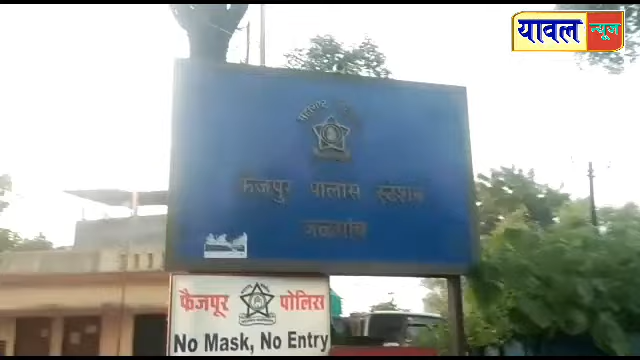 यावल न्यूज
फैजपूर पोलिस
No Mask, No Entry
फैजपुर पोलीस स्टेशन
जळगांव